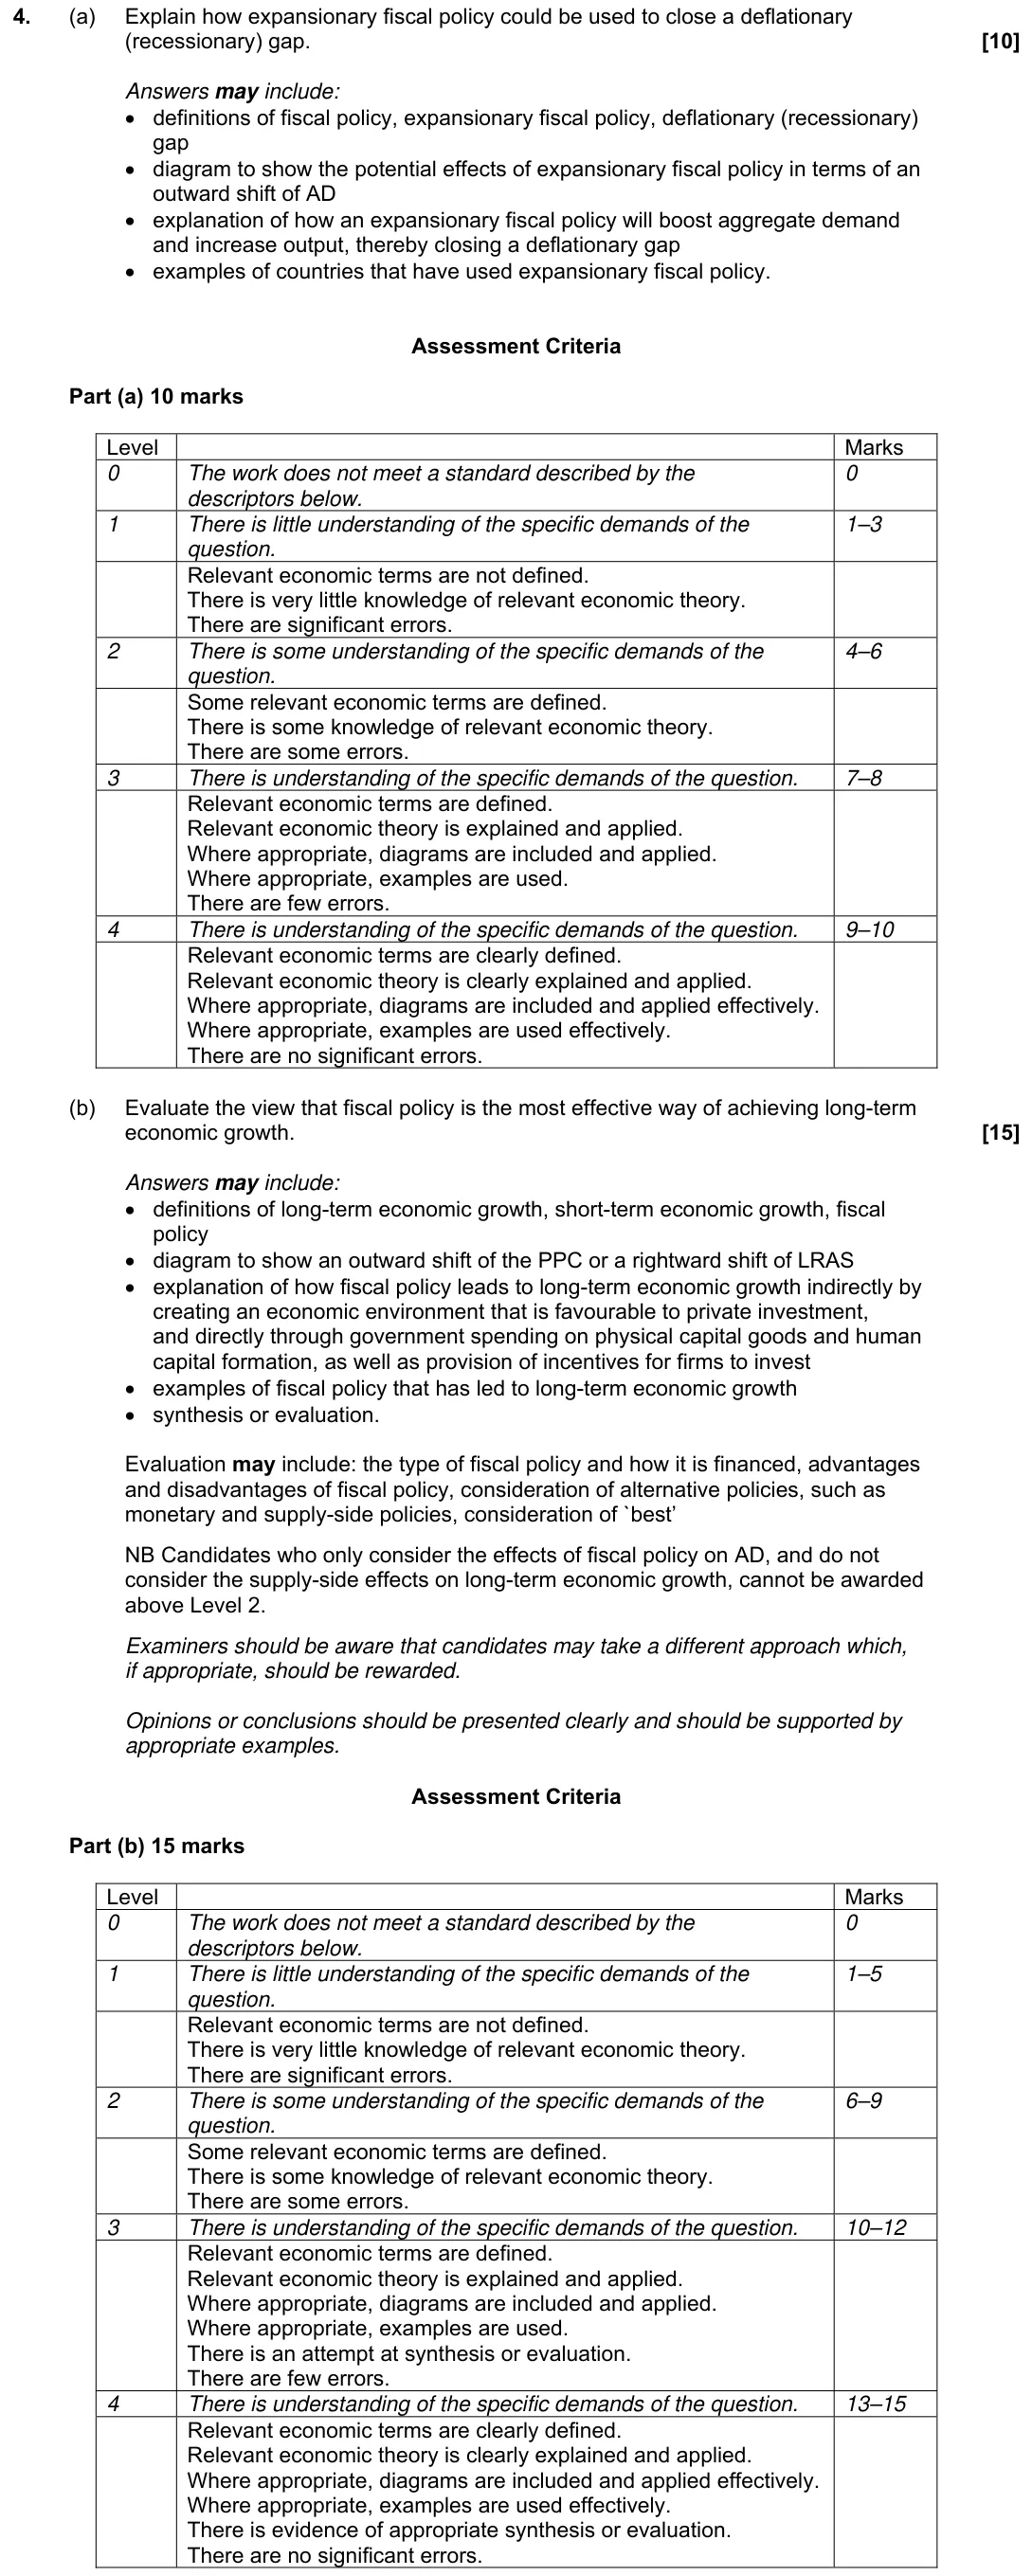 4. (a) Explain how expansionary fiscal policy could be used to close a deflationary
(recessionary) gap. [10]
Answers may include:
• definitions of fiscal policy, expansionary fiscal policy, deflationary (recessionary)
gap
• diagram to show the potential effects of expansionary fiscal policy in terms of an
outward shift of AD
• explanation of how an expansionary fiscal policy will boost aggregate demand
and increase output, thereby closing a deflationary gap
• examples of countries that have used expansionary fiscal policy.
Assessment Criteria
Part (a) 10 marks
Level Marks
0 The work does not meet a standard described by the 0
descriptors below.
1 There is little understanding of the specific demands of the 1–3
question.
Relevant economic terms are not defined.
There is very little knowledge of relevant economic theory.
There are significant errors.
2 There is some understanding of the specific demands of the 4–6
question.
Some relevant economic terms are defined.
There is some knowledge of relevant economic theory.
There are some errors.
3 There is understanding of the specific demands of the question. 7–8
Relevant economic terms are defined.
Relevant economic theory is explained and applied.
Where appropriate, diagrams are included and applied.
Where appropriate, examples are used.
There are few errors.
4 There is understanding of the specific demands of the question. 9–10
Relevant economic terms are clearly defined.
Relevant economic theory is clearly explained and applied.
Where appropriate, diagrams are included and applied effectively.
Where appropriate, examples are used effectively.
There are no significant errors.
(b) Evaluate the view that fiscal policy is the most effective way of achieving long-term
economic growth. [15]
Answers may include:
• definitions of long-term economic growth, short-term economic growth, fiscal
policy
• diagram to show an outward shift of the PPC or a rightward shift of LRAS
• explanation of how fiscal policy leads to long-term economic growth indirectly by
creating an economic environment that is favourable to private investment,
and directly through government spending on physical capital goods and human
capital formation, as well as provision of incentives for firms to invest
• examples of fiscal policy that has led to long-term economic growth
• synthesis or evaluation.
Evaluation may include: the type of fiscal policy and how it is financed, advantages
and disadvantages of fiscal policy, consideration of alternative policies, such as
monetary and supply-side policies, consideration of `best’
NB Candidates who only consider the effects of fiscal policy on AD, and do not
consider the supply-side effects on long-term economic growth, cannot be awarded
above Level 2.
Examiners should be aware that candidates may take a different approach which,
if appropriate, should be rewarded.
Opinions or conclusions should be presented clearly and should be supported by
appropriate examples.
Assessment Criteria
Part (b) 15 marks
Level Marks
0 The work does not meet a standard described by the 0
descriptors below.
1 There is little understanding of the specific demands of the 1–5
question.
Relevant economic terms are not defined.
There is very little knowledge of relevant economic theory.
There are significant errors.
2 There is some understanding of the specific demands of the 6–9
question.
Some relevant economic terms are defined.
There is some knowledge of relevant economic theory.
There are some errors.
3 There is understanding of the specific demands of the question. 10–12
Relevant economic terms are defined.
Relevant economic theory is explained and applied.
Where appropriate, diagrams are included and applied.
Where appropriate, examples are used.
There is an attempt at synthesis or evaluation.
There are few errors.
4 There is understanding of the specific demands of the question. 13–15
Relevant economic terms are clearly defined.
Relevant economic theory is clearly explained and applied.
Where appropriate, diagrams are included and applied effectively.
Where appropriate, examples are used effectively.
There is evidence of appropriate synthesis or evaluation.
There are no significant errors.